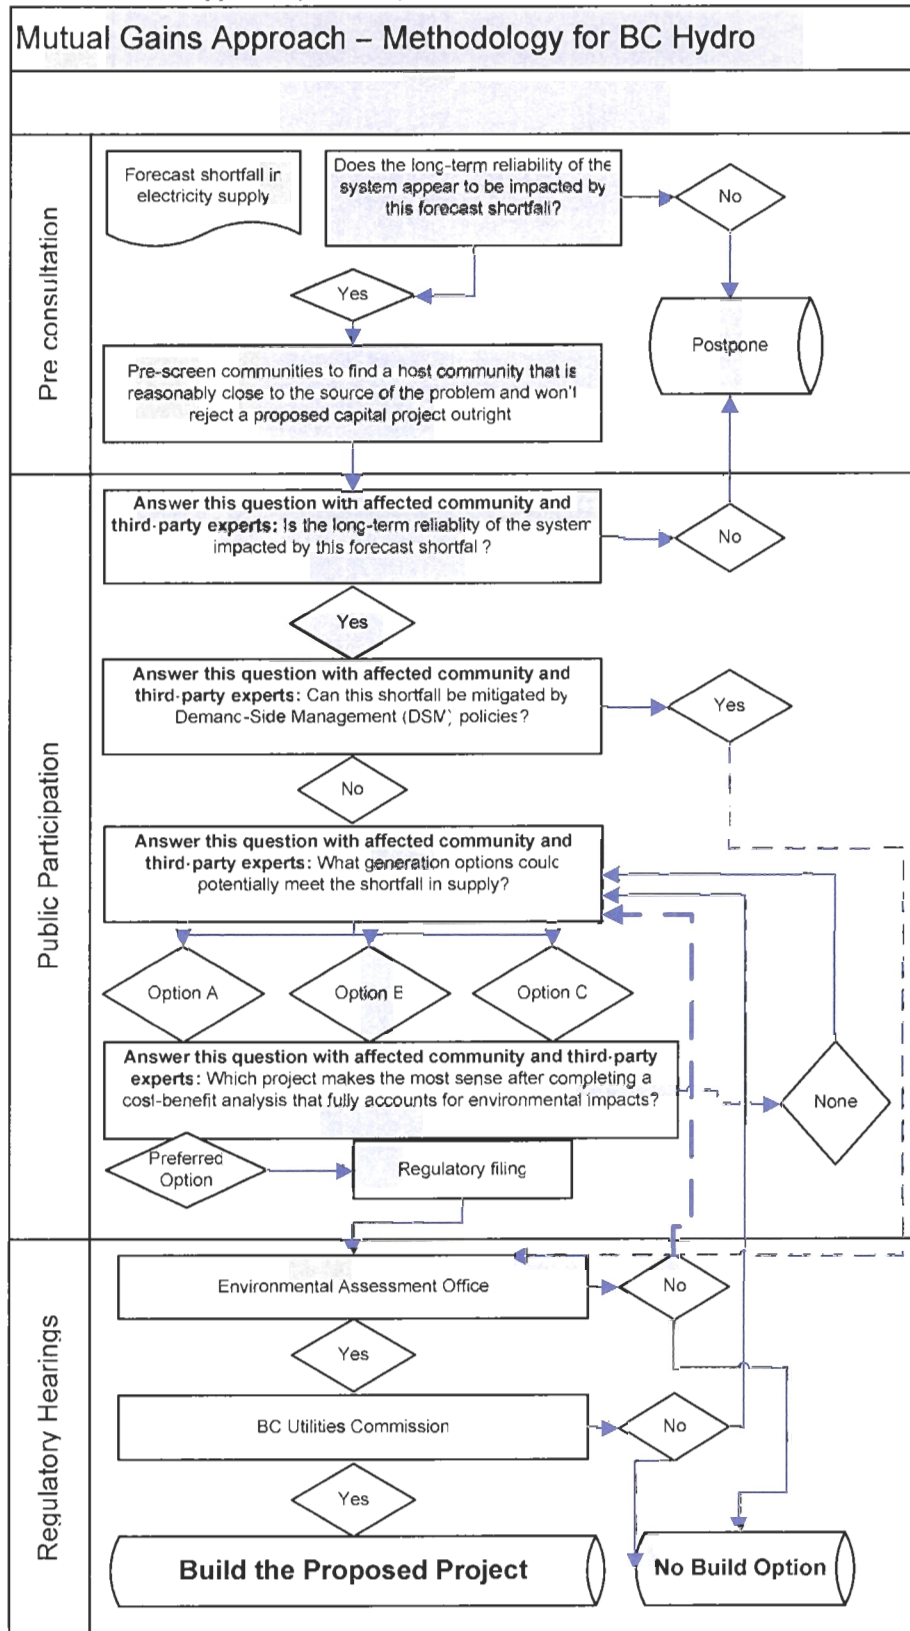 Mutual Gains Approach – Methodology for BC Hydro
Pre consultation
Forecast shortfall in
electricity supply
Does the long-term reliability of the
system appear to be impacted by
this forecast shortfall?
No
Yes
Postpone
Pre-screen communities to find a host community that is
reasonably close to the source of the problem and won't
reject a proposed capital project outright
Public Participation
Answer this question with affected community and
third-party experts: Is the long-term reliablity of the system
impacted by this forecast shortfal ?
No
Yes
Answer this question with affected community and
third-party experts: Can this shortfall be mitigated by
Demand-Side Management (DSM) policies?
Yes
No
Answer this question with affected community and
third-party experts: What generation options could
potentially meet the shortfall in supply?
Option A
Option E
Option C
Answer this question with affected community and third-party
experts: Which project makes the most sense after completing a
cost-benefit analysis that fully accounts for environmental impacts?
None
Preferred
Option
Regulatory filing
Regulatory Hearings
Environmental Assessment Office
No
Yes
BC Utilities Commission
No
Yes
Build the Proposed Project
No Build Option